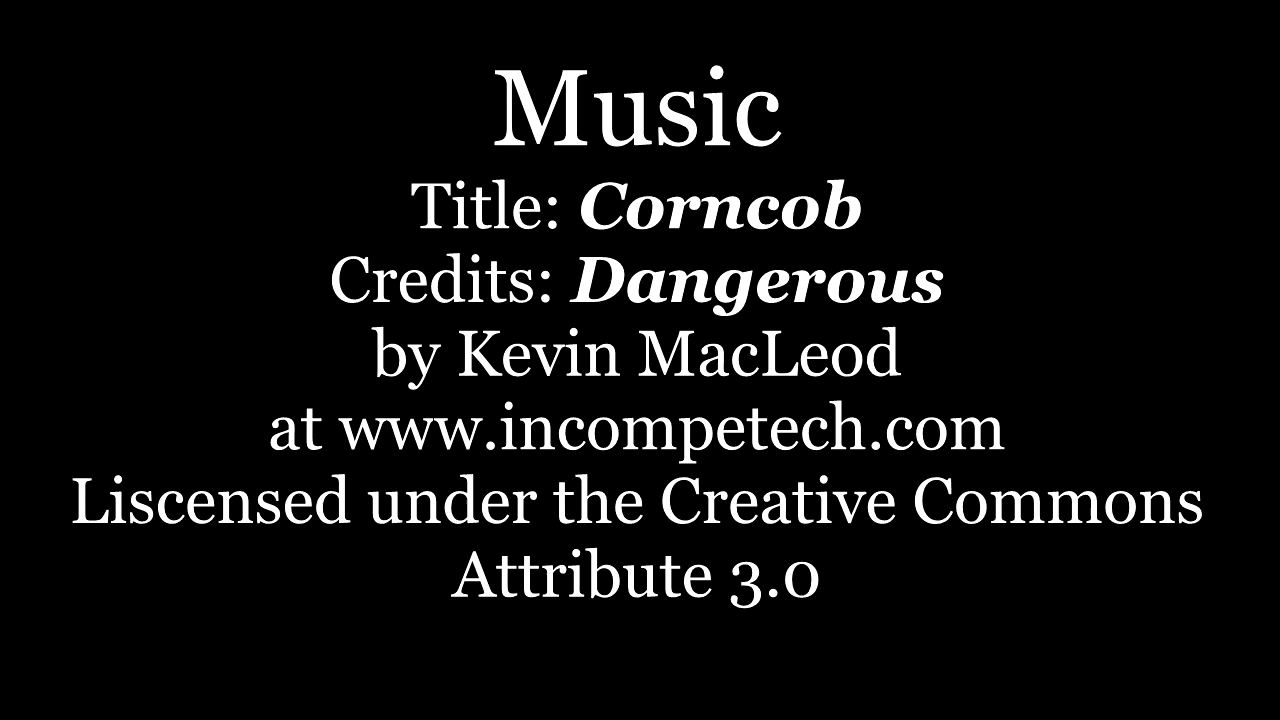 Music
Title: Corncob
Credits: Dangerous
by Kevin MacLeod
at www.incompetech.com
Liscensed under the Creative Commons
Attribute 3.0